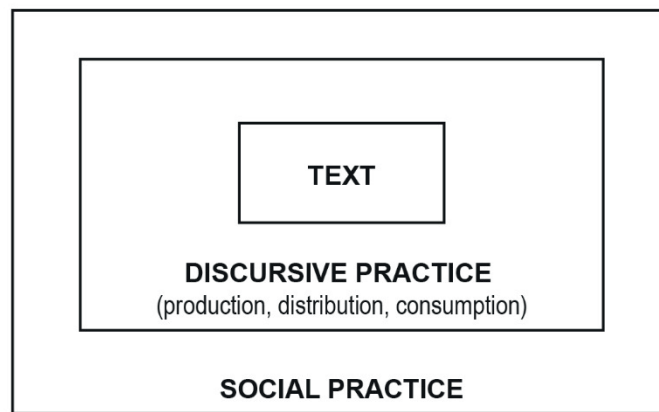 TEXT
DISCURSIVE PRACTICE
(production, distribution, consumption)
SOCIAL PRACTICE